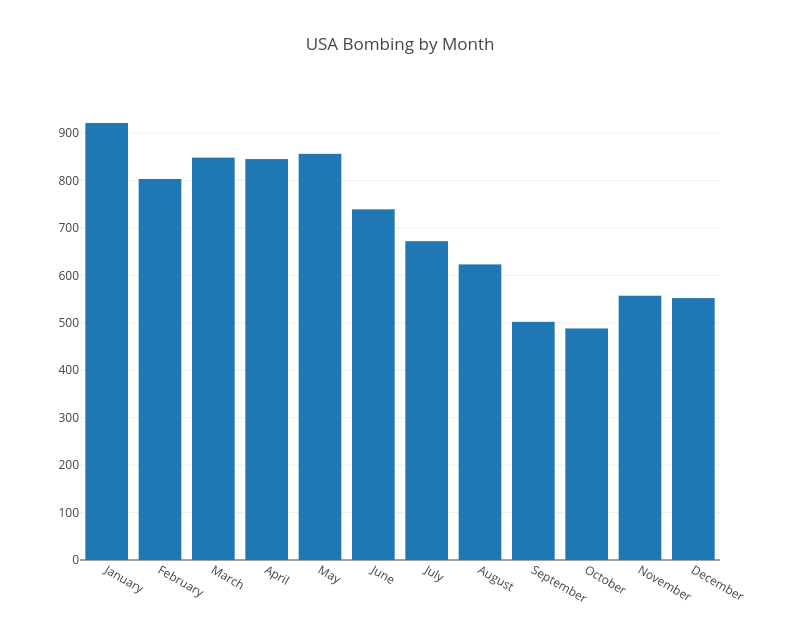 USA Bombing by Month
900
800
700
600
500
400
300
200
100
0
January
February
March
April
May
June
July
August
September
October
November
December